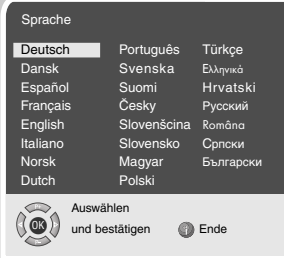 Sprache
Deutsch Português Türkçe
Dansk Svenska Ελληνικά
Español Suomi Hrvatski
Français Česky Русский
English Slovenšcina Româna
Italiano Slovensko Српски
Norsk Magyar Български
Dutch Polski
Auswählen
OK und bestätigen Ende